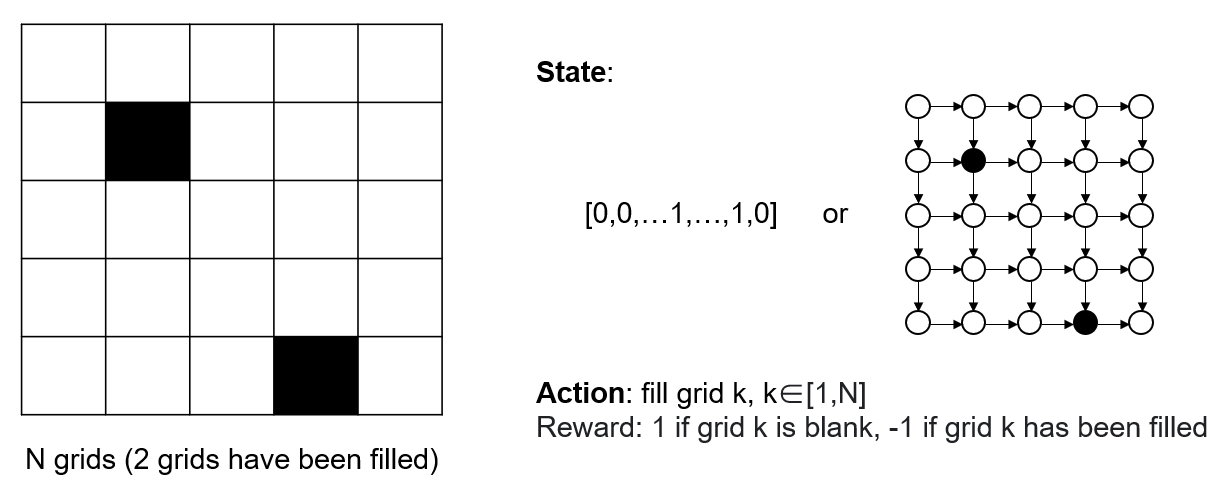 State:
[0,0,…1,…,1,0] or
Action: fill grid k, k∈[1,N]
Reward: 1 if grid k is blank, -1 if grid k has been filled
N grids (2 grids have been filled)